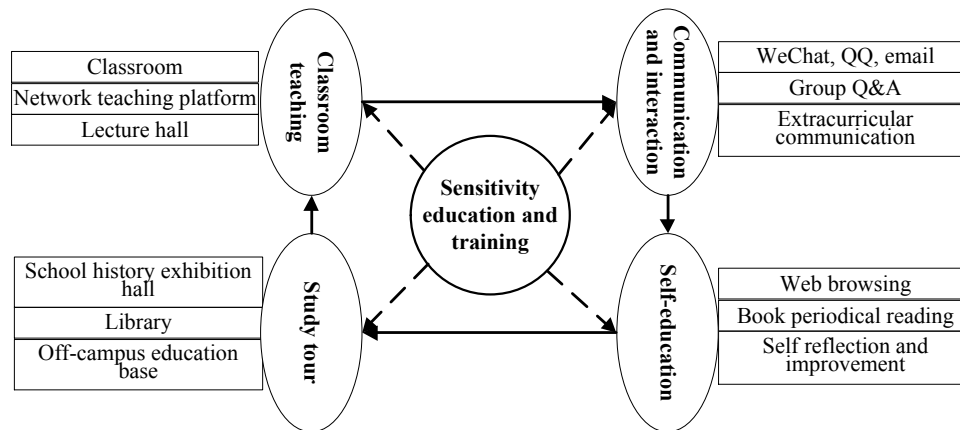 Classroom
Network teaching platform
Lecture hall
Classroom
teaching
Communication
and interaction
WeChat, QQ, email
Group Q&A
Extracurricular
communication
Sensitivity
education and
training
School history exhibition
hall
Library
Off-campus education
base
Study tour
Self-education
Web browsing
Book periodical reading
Self reflection and
improvement